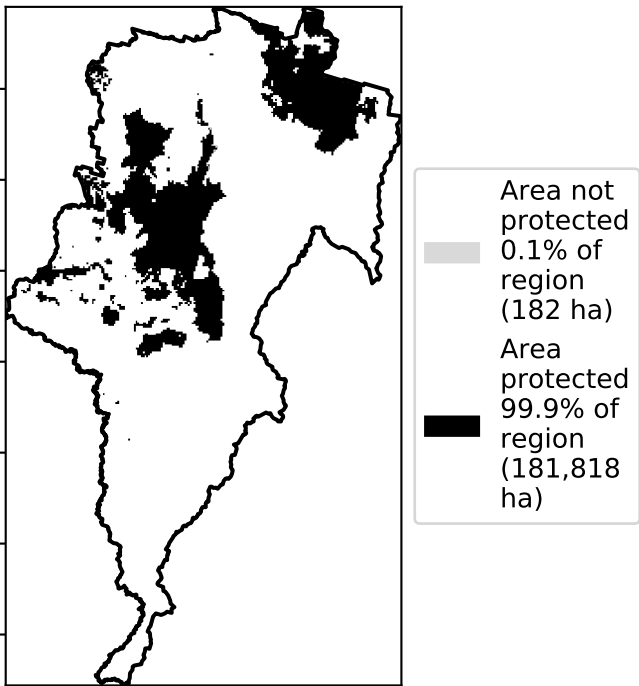 Area not
protected
0.1% of
region
(182 ha)
Area
protected
99.9% of
region
(181,818
ha)